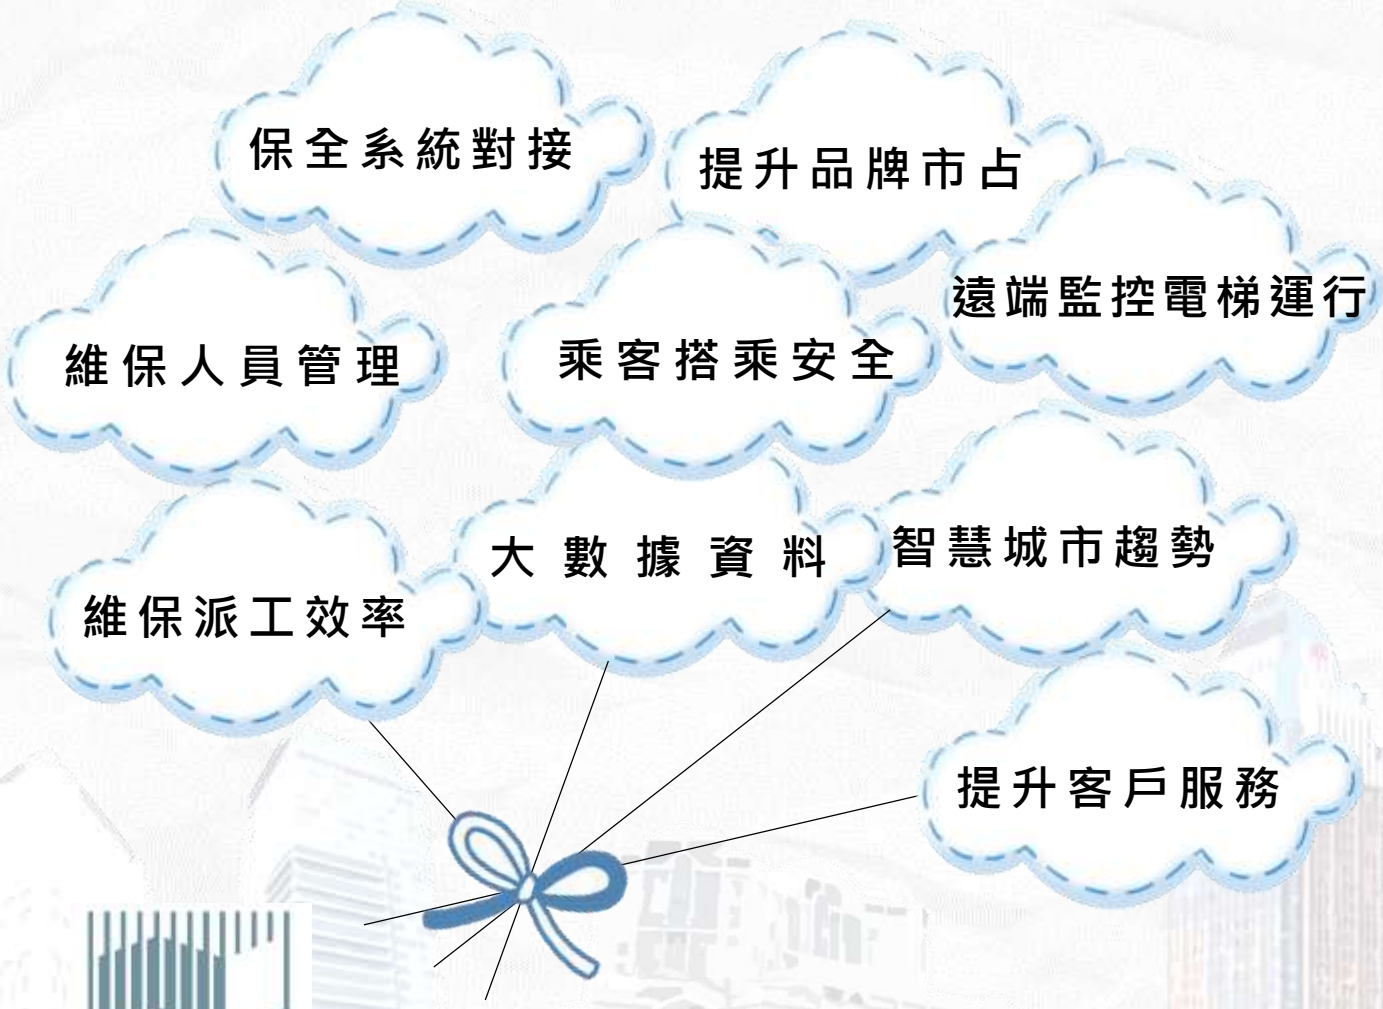 保全系統對接
提升品牌市占
遠端監控電梯運行
維保人員管理
乘客搭乘安全
大數據資料
智慧城市趨勢
維保派工效率
提升客戶服務